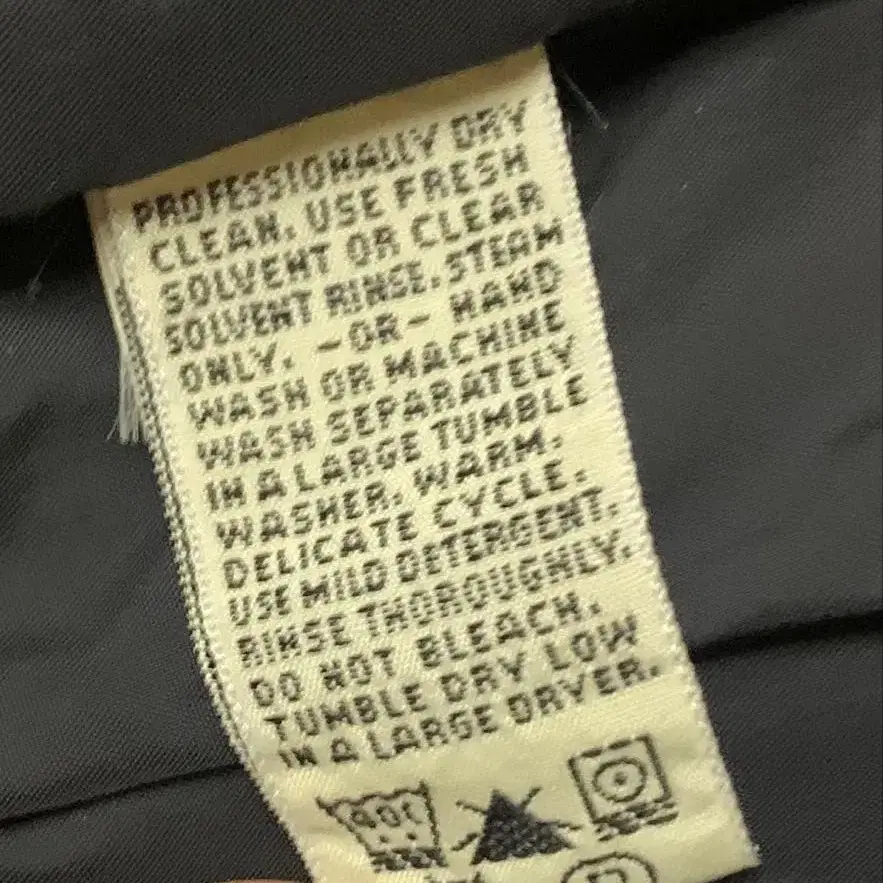 PROFESSIONALLY DRY
CLEAN. USE FRESH
SOLVENT OR CLEAR
SOLVENT RINSE. STEAM
ONLY. -OR- HAND
WASH OR MACHINE
WASH SEPARATELY
IN A LARGE TUMBLE
WASHER. WARM.
DELICATE CYCLE.
USE MILD DETERGENT.
RINSE THOROUGHLY.
DO NOT BLEACH.
TUMBLE DRY LOW
IN A LARGE DRYER.